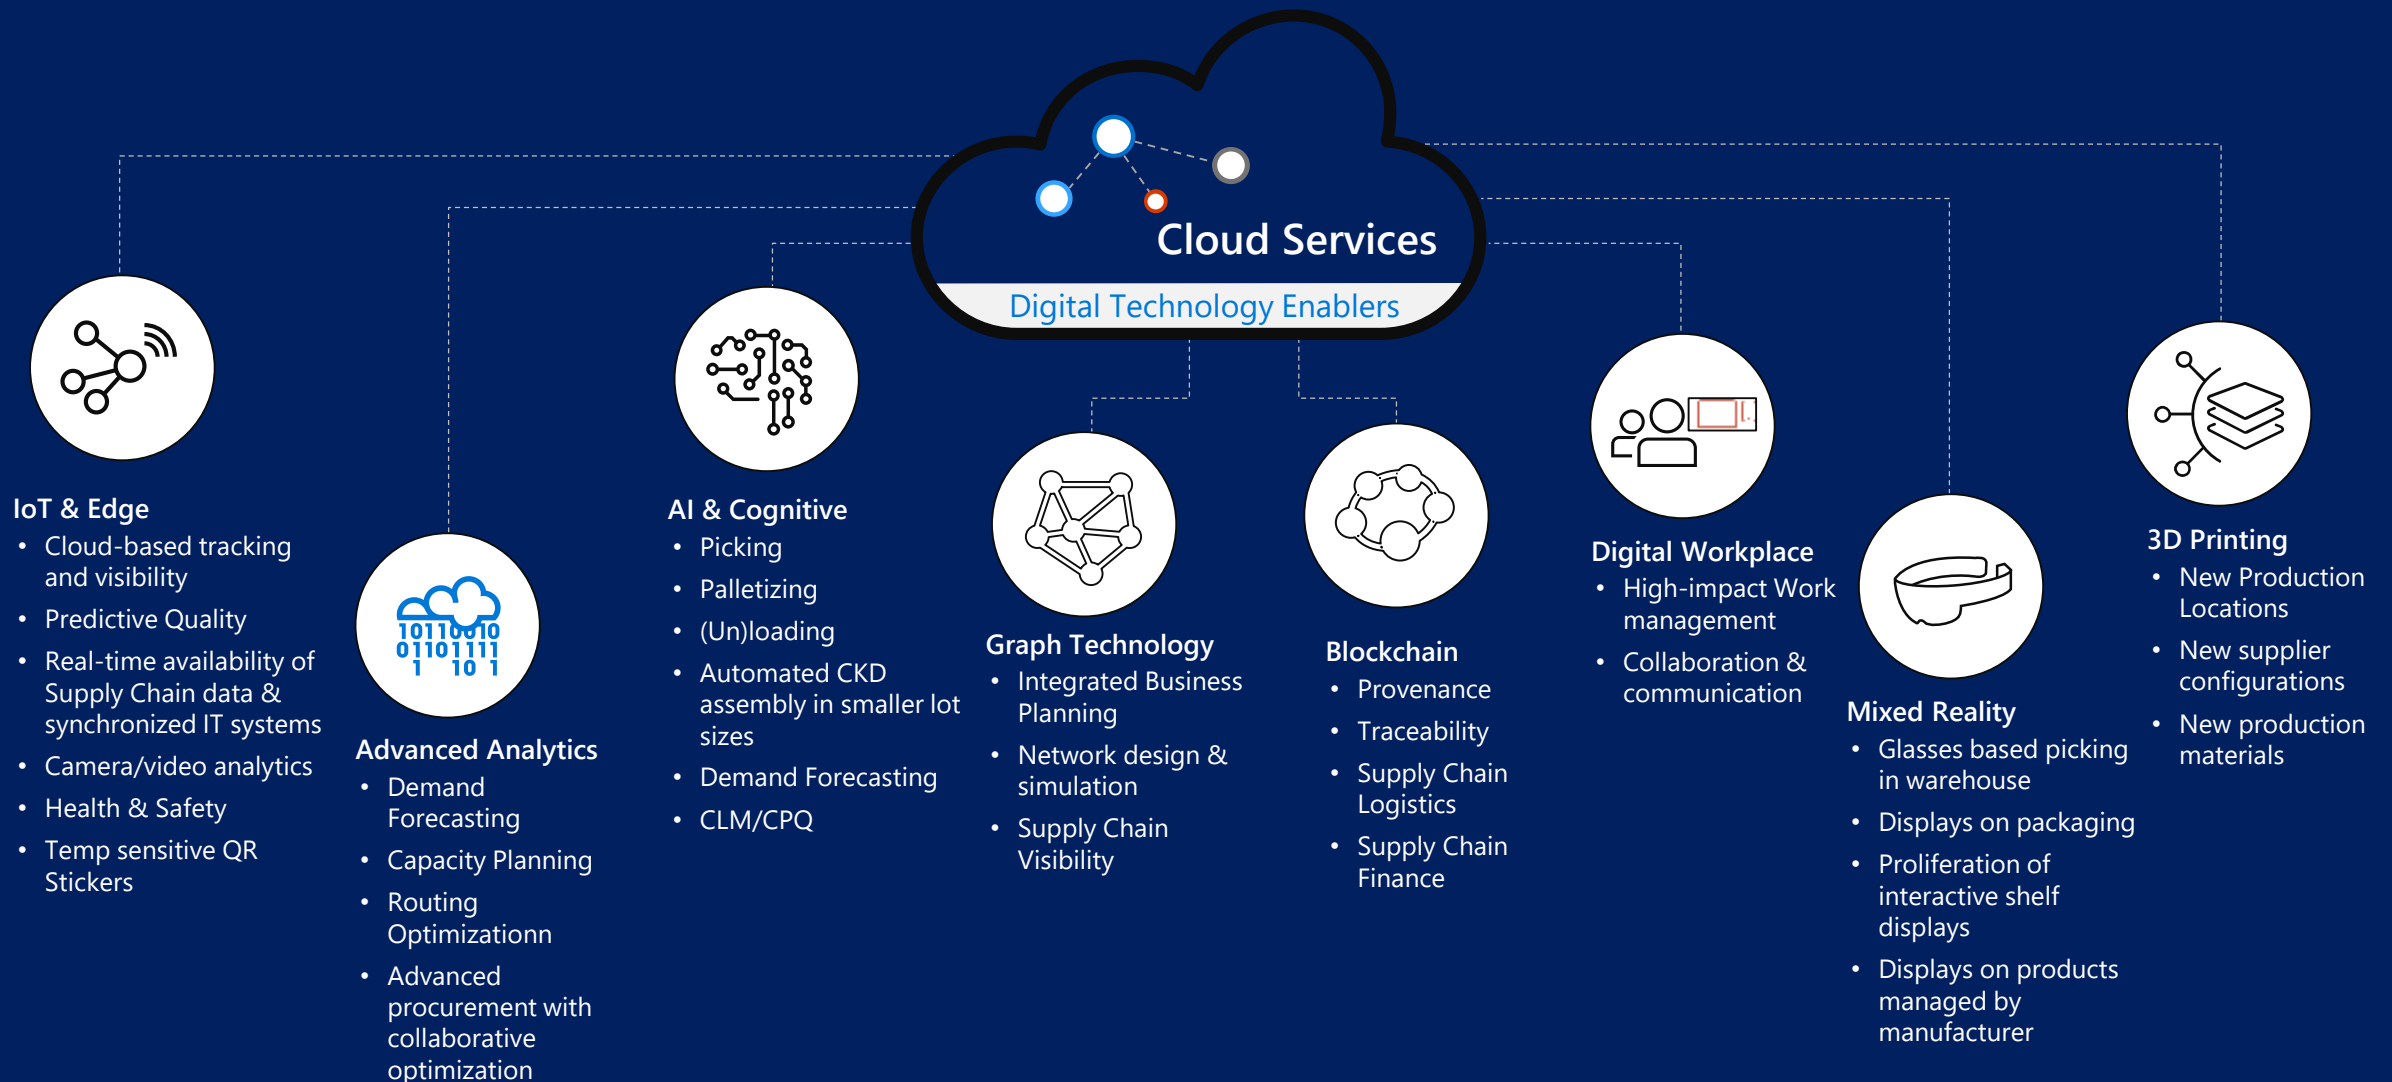 Cloud Services
Digital Technology Enablers
IoT & Edge
• Cloud-based tracking
and visibility
• Predictive Quality
• Real-time availability of
Supply Chain data &
synchronized IT systems
• Camera/video analytics
• Health & Safety
• Temp sensitive QR
Stickers
10110010
01101111
1 10 1
Advanced Analytics
• Demand
Forecasting
• Capacity Planning
• Routing
Optimizationn
• Advanced
procurement with
collaborative
optimization
AI & Cognitive
• Picking
• Palletizing
• (Un)loading
• Automated CKD
assembly in smaller lot
sizes
• Demand Forecasting
• CLM/CPQ
Graph Technology
• Integrated Business
Planning
• Network design &
simulation
• Supply Chain
Visibility
Blockchain
• Provenance
• Traceability
• Supply Chain
Logistics
• Supply Chain
Finance
Digital Workplace
• High-impact Work
management
• Collaboration &
communication
Mixed Reality
• Glasses based picking
in warehouse
• Displays on packaging
• Proliferation of
interactive shelf
displays
• Displays on products
managed by
manufacturer
3D Printing
• New Production
Locations
• New supplier
configurations
• New production
materials